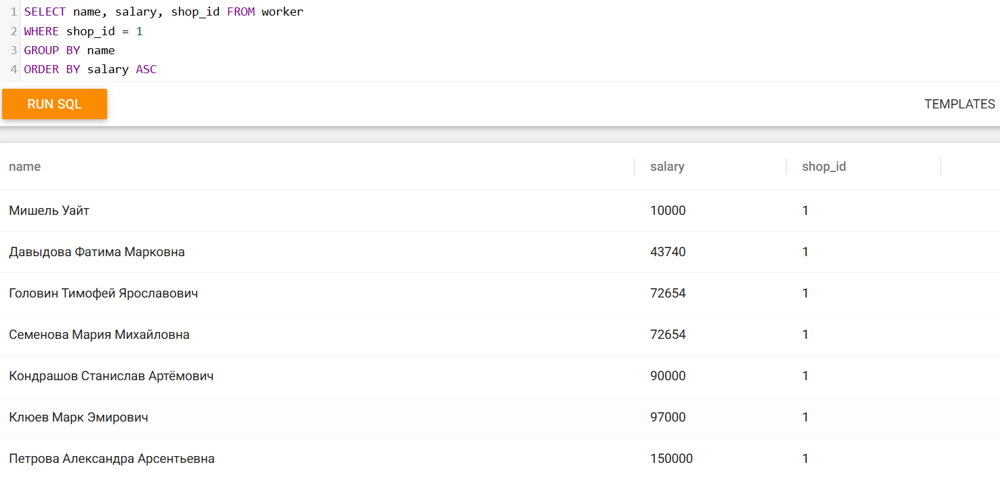 1 SELECT name, salary, shop_id FROM worker
2 WHERE shop_id = 1
3 GROUP BY name
4 ORDER BY salary ASC
RUN SQL TEMPLATES
name salary shop_id
Мишель Уайт 10000 1
Давыдова Фатима Марковна 43740 1
Головин Тимофей Ярославович 72654 1
Семенова Мария Михайловна 72654 1
Кондрашов Станислав Артёмович 90000 1
Клюев Марк Эмирович 97000 1
Петрова Александра Арсентьевна 150000 1